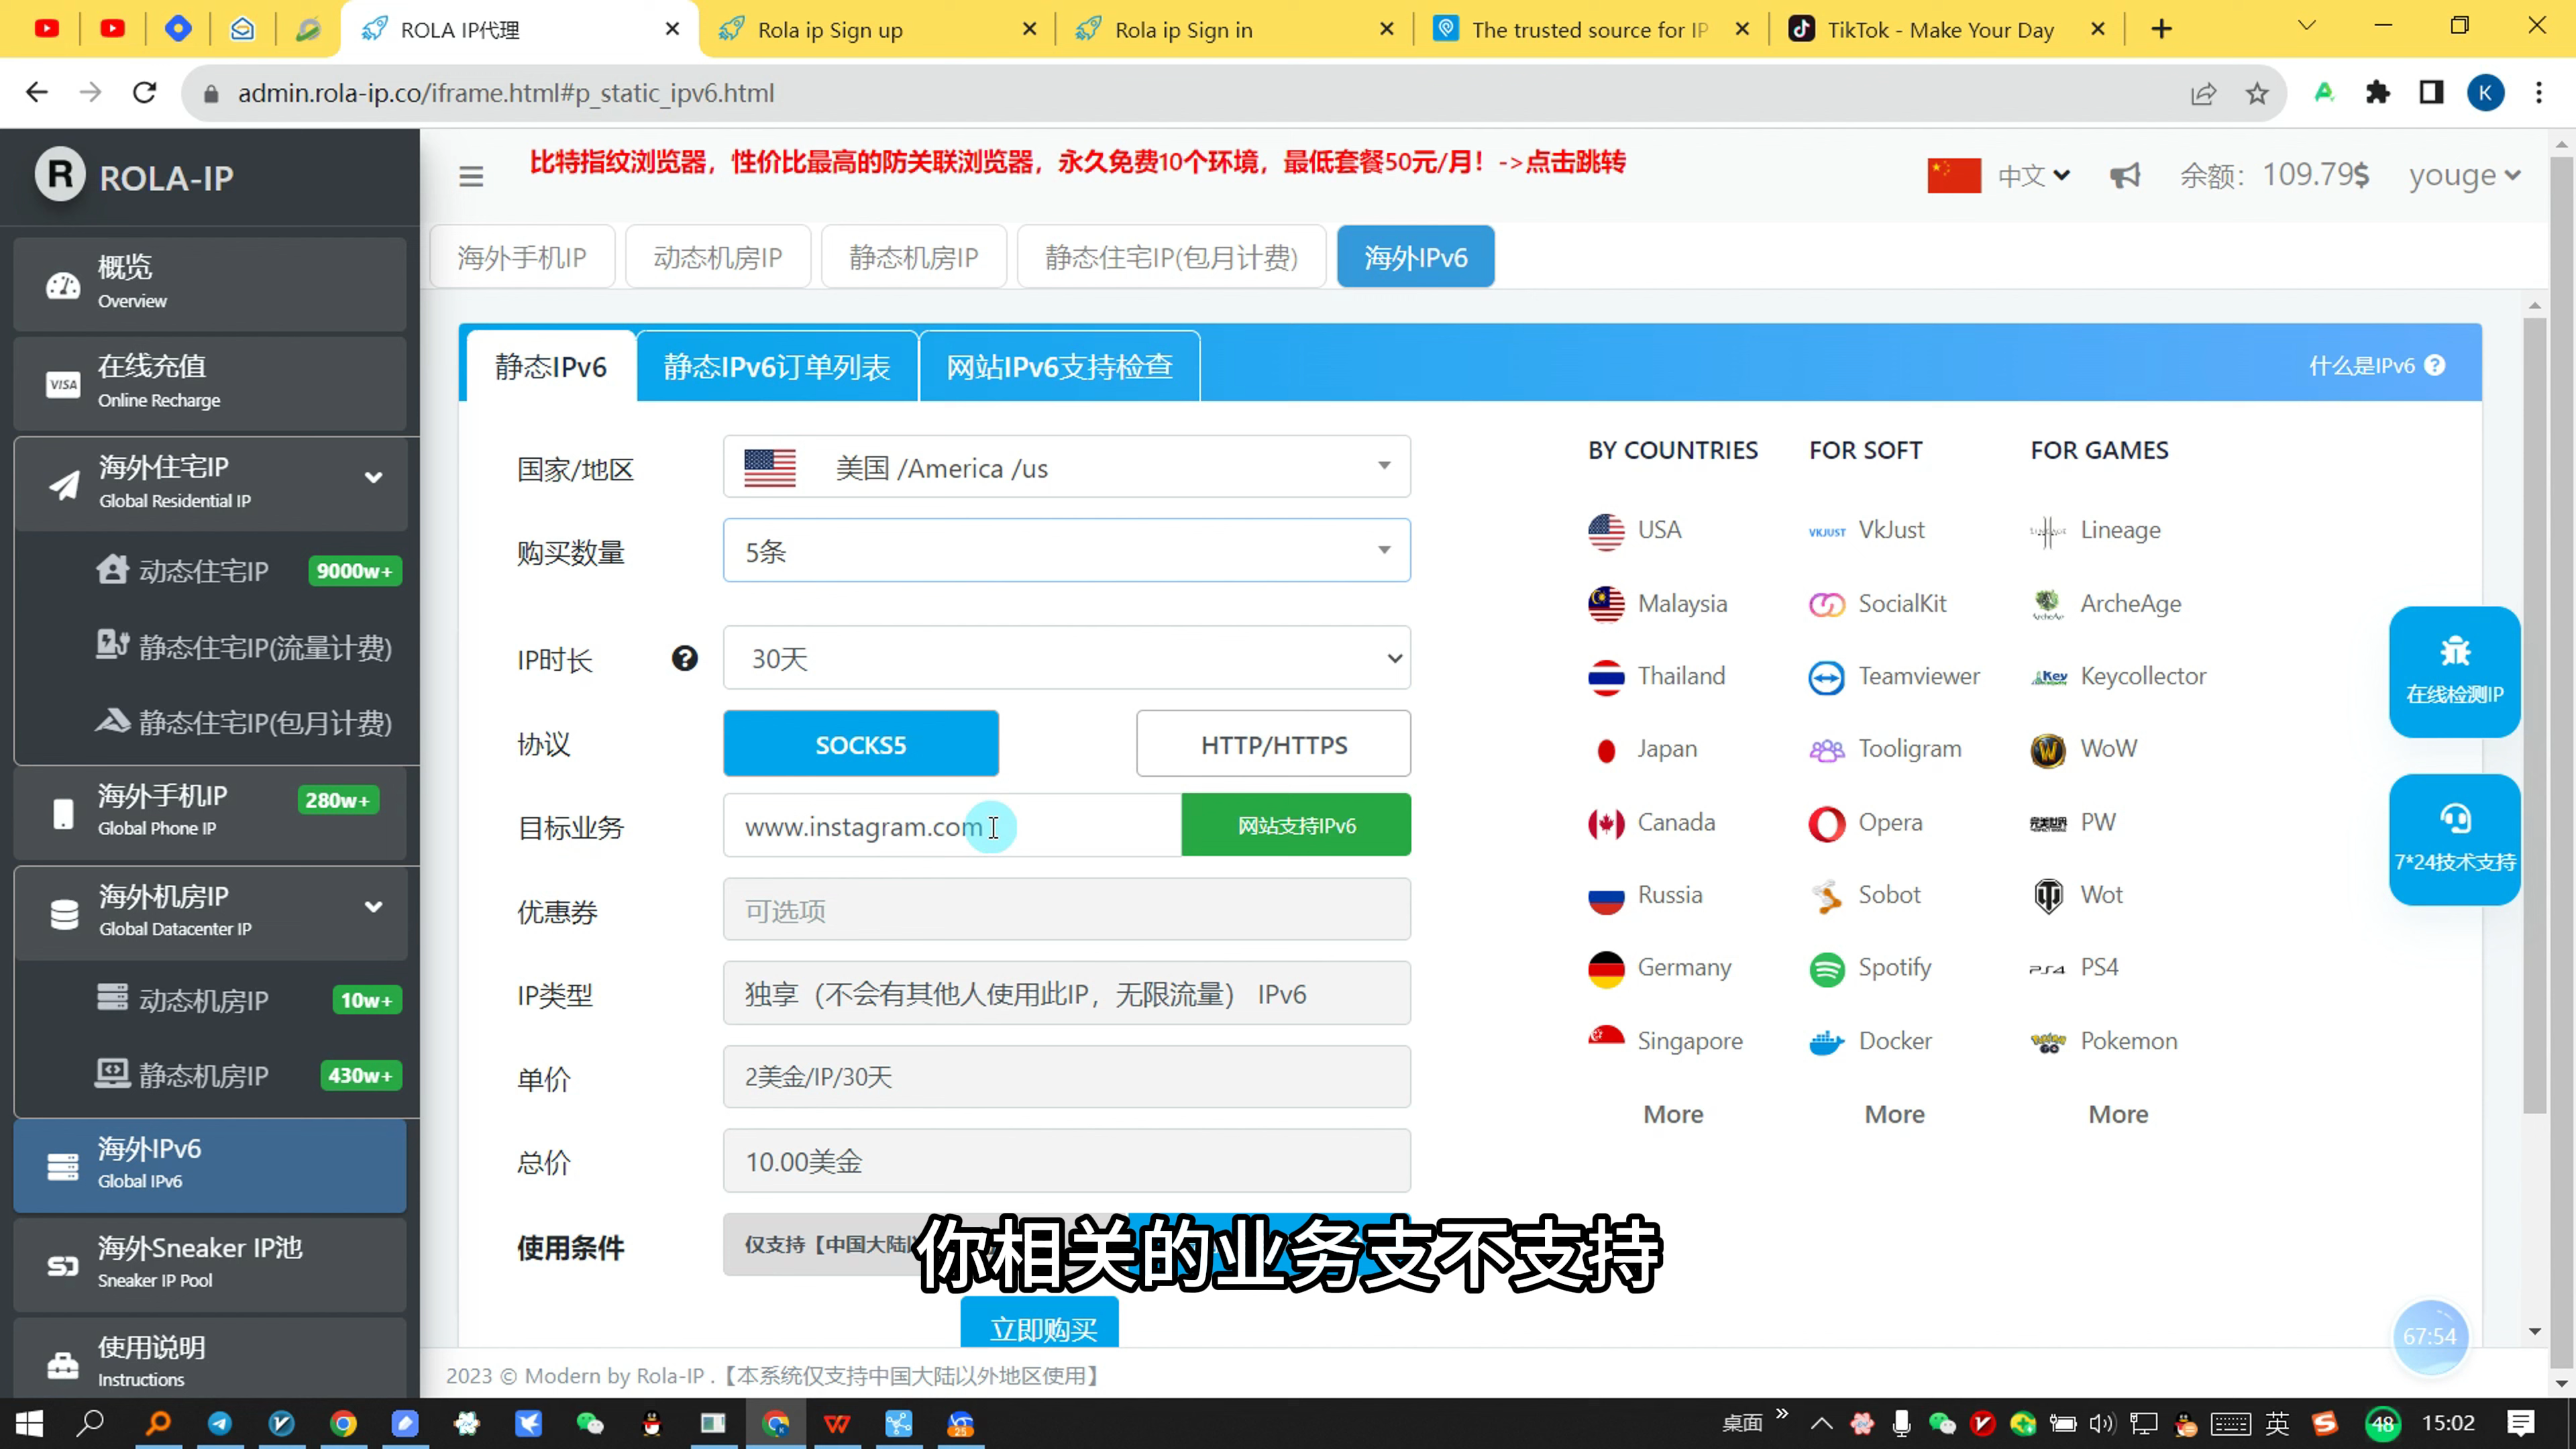 ROLA IP代理
Rola ip Sign up
Rola ip Sign in
The trusted source for IP
TikTok - Make Your Day
admin.rola-ip.co/iframe.html#p_static_ipv6.html
K
R
ROLA-IP
比特指纹浏览器，性价比最高的防关联浏览器，永久免费10个环境，最低套餐50元/月！->点击跳转
中文
余额：109.79$
youge
概览
Overview
VISA
在线充值
Online Recharge
海外住宅IP
Global Residential IP
动态住宅IP
9000w+
静态住宅IP(流量计费)
静态住宅IP(包月计费)
海外手机IP
280w+
Global Phone IP
海外机房IP
Global Datacenter IP
动态机房IP
10w+
静态机房IP
430w+
海外IPv6
Global IPv6
海外Sneaker IP池
Sneaker IP Pool
使用说明
Instructions
海外手机IP
动态机房IP
静态机房IP
静态住宅IP(包月计费)
海外IPv6
静态IPv6
静态IPv6订单列表
网站IPv6支持检查
什么是IPv6
国家/地区
美国 /America /us
购买数量
5条
IP时长
30天
协议
SOCKS5
HTTP/HTTPS
目标业务
www.instagram.com
网站支持IPv6
优惠券
可选项
IP类型
独享（不会有其他人使用此IP，无限流量） IPv6
单价
2美金/IP/30天
总价
10.00美金
使用条件
仅支持【中国大陆
你相关的业务支不支持
立即购买
BY COUNTRIES
USA
Malaysia
Thailand
Japan
Canada
Russia
Germany
Singapore
More
FOR SOFT
VKJUST
VkJust
SocialKit
Teamviewer
Tooligram
Opera
Sobot
Spotify
Docker
More
FOR GAMES
Lineage
ArcheAge
Key
Keycollector
WoW
PW
Wot
PS4
PS4
Pokemon
More
在线检测IP
7*24技术支持
67:54
2023 © Modern by Rola-IP .【本系统仅支持中国大陆以外地区使用】
25
桌面
英
48
15:02